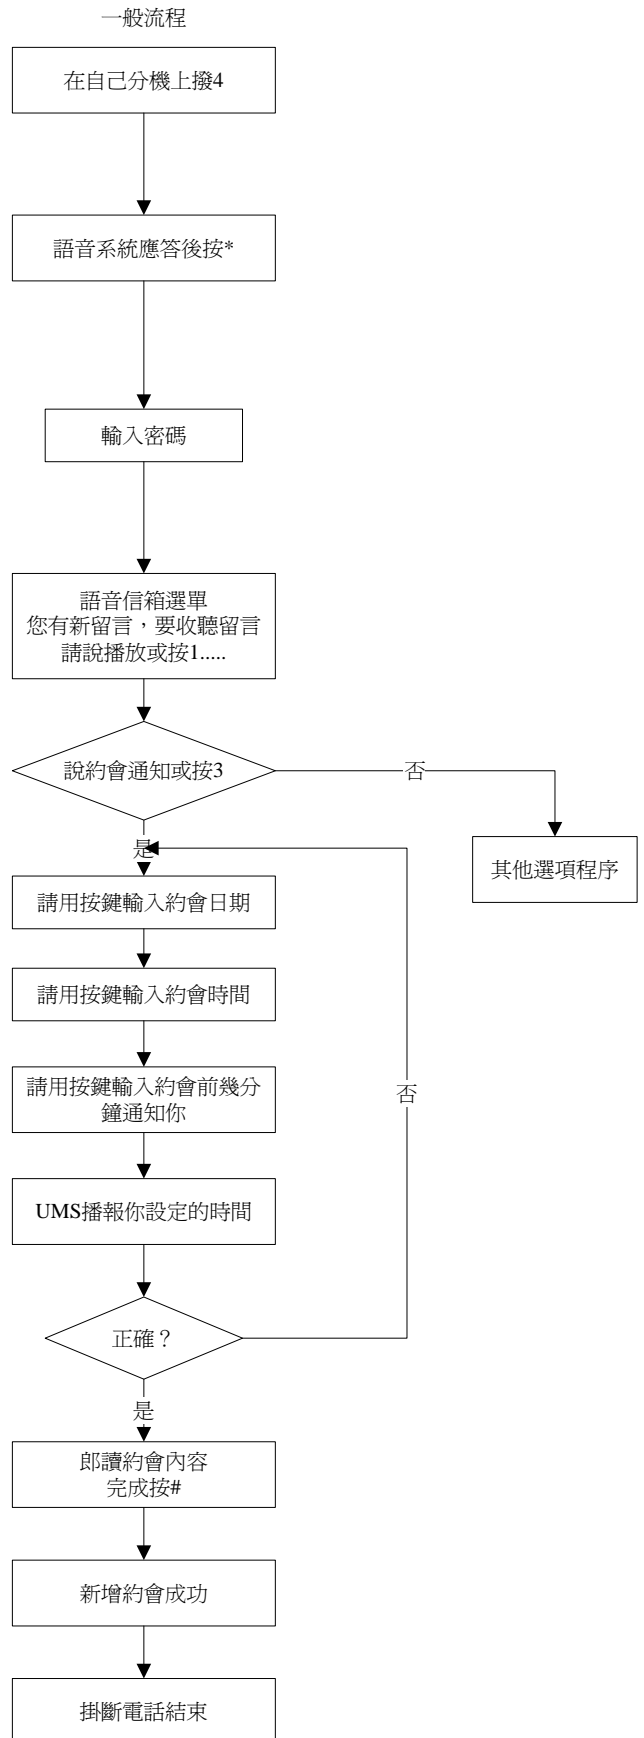 一般流程
在自己分機上撥4
語音系統應答後按*
輸入密碼
語音信箱選單
您有新留言，要收聽留言
請說播放或按1.....
說約會通知或按3
否
是
其他選項程序
請用按鍵輸入約會日期
請用按鍵輸入約會時間
請用按鍵輸入約會前幾分
鐘通知你
否
UMS播報你設定的時間
正確？
是
郎讀約會內容
完成按#
新增約會成功
掛斷電話結束